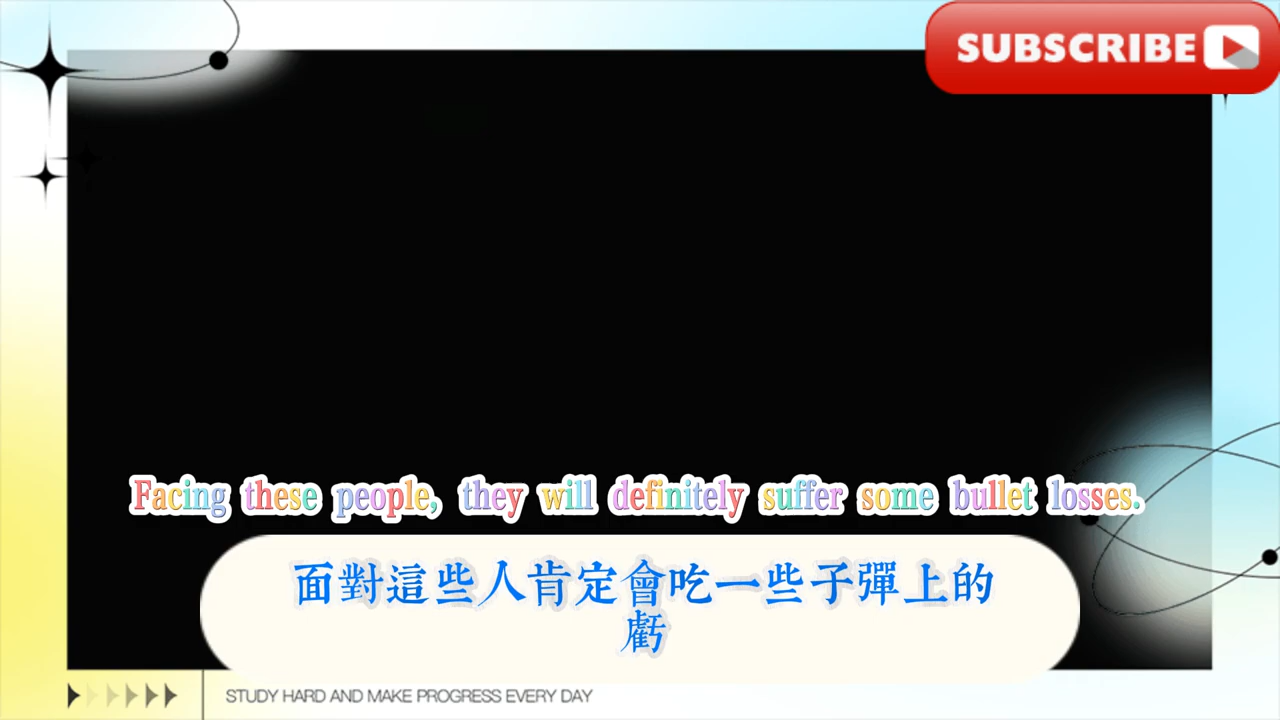 SUBSCRIBE
Facing these people, they will definitely suffer some bullet losses.
面對這些人肯定會吃一些子彈上的
虧
STUDY HARD AND MAKE PROGRESS EVERY DAY